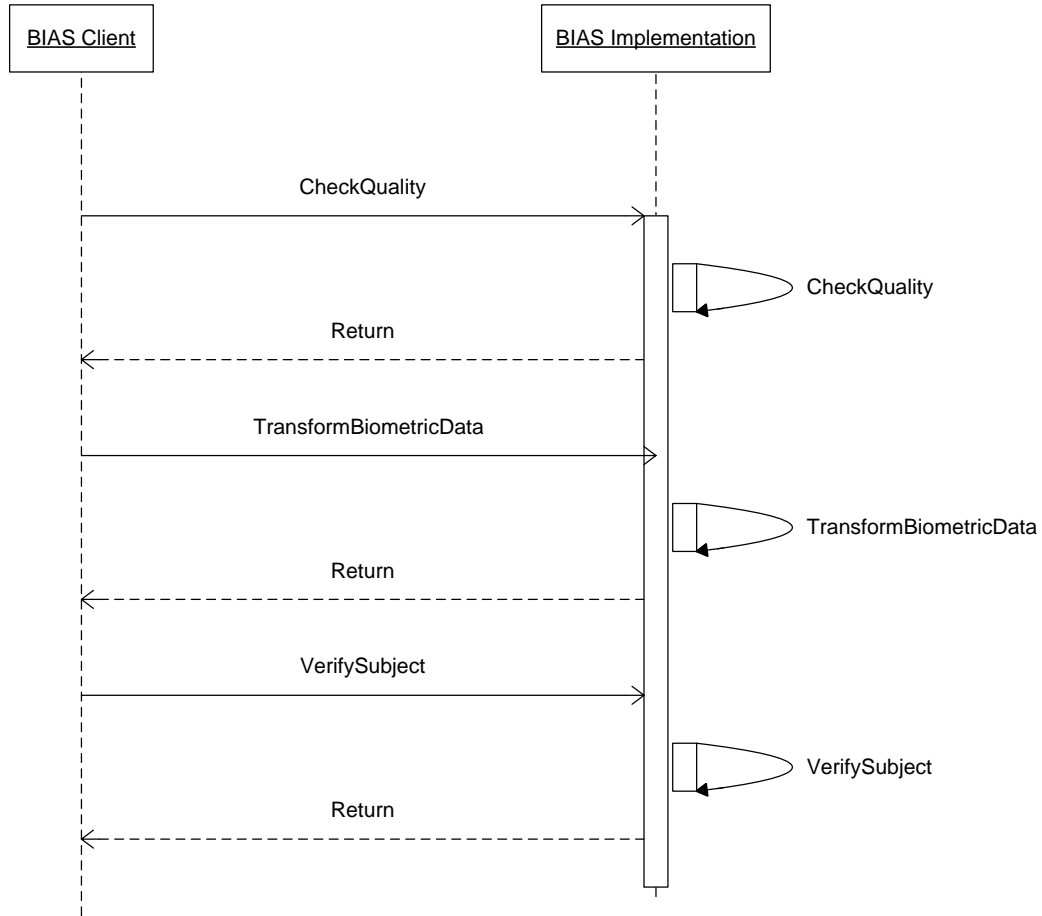 BIAS Client
BIAS Implementation
CheckQuality
CheckQuality
Return
TransformBiometricData
TransformBiometricData
Return
VerifySubject
VerifySubject
Return